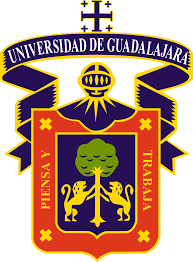 UNIVERSIDAD DE GUADALAJARA
PIENSA Y
TRABAJA